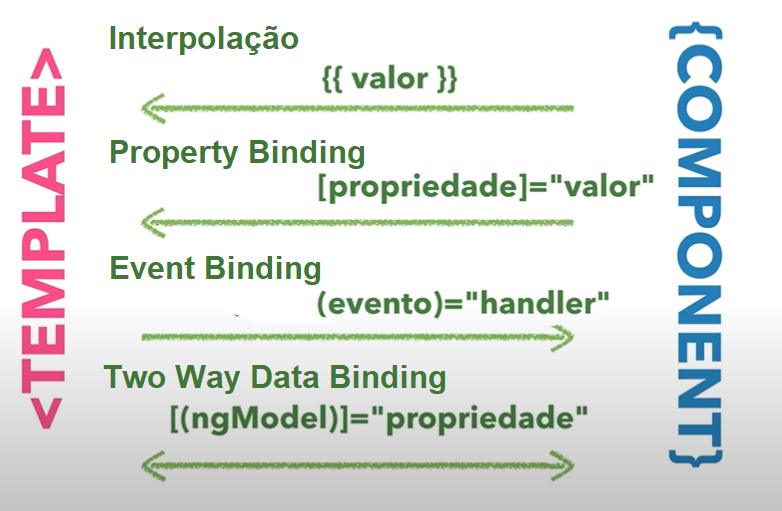 <TEMPLATE>
Interpolação
{{ valor }}
Property Binding
[propriedade]="valor"
Event Binding
(evento)="handler"
Two Way Data Binding
[(ngModel)]="propriedade"
{COMPONENT}